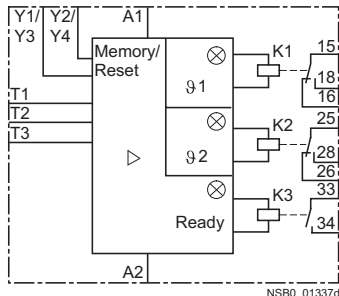 Y1/ Y2/ A1
Y3 Y4
Memory/ K1 15
Reset
ϑ1 18
T1 16
T2 K2 25
T3
ϑ2 28
26
K3 33
Ready 34
A2
NSB0_01337d